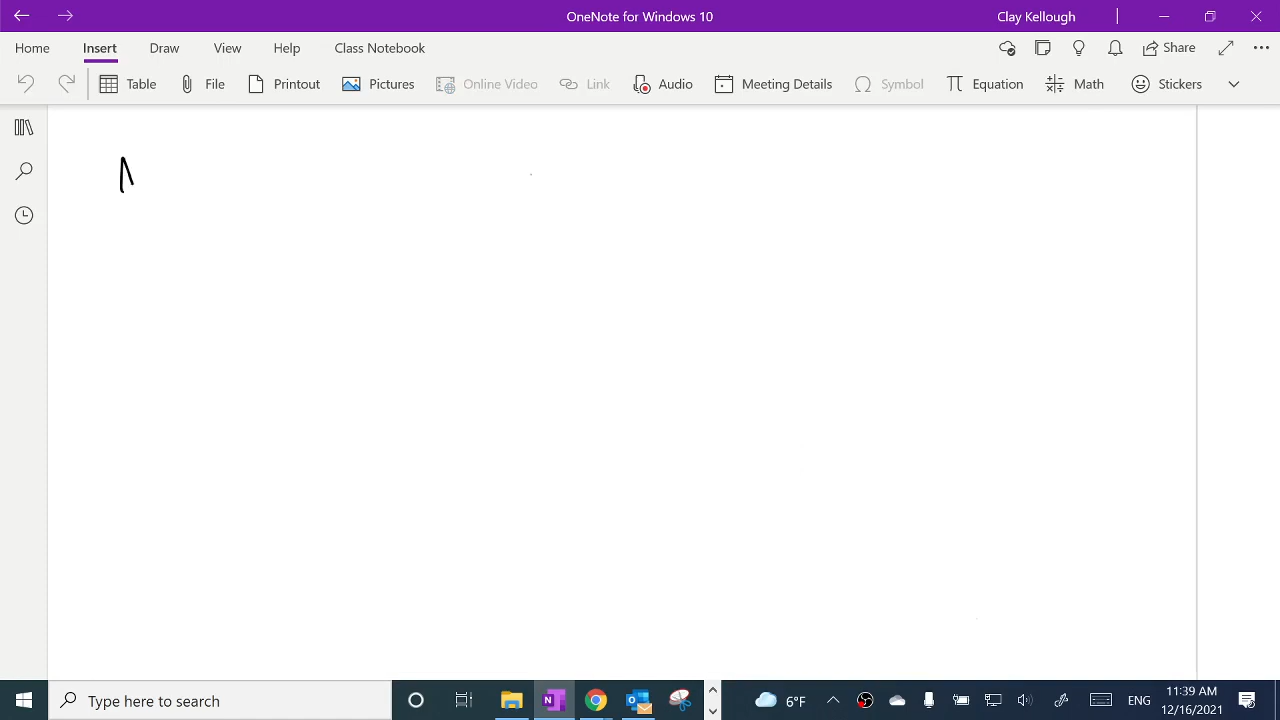 OneNote for Windows 10 Clay Kellough
Home Insert Draw View Help Class Notebook Share
Table File Printout Pictures Online Video Link Audio Meeting Details Symbol Equation Math Stickers
Type here to search 6°F ENG 11:39 AM
12/16/2021